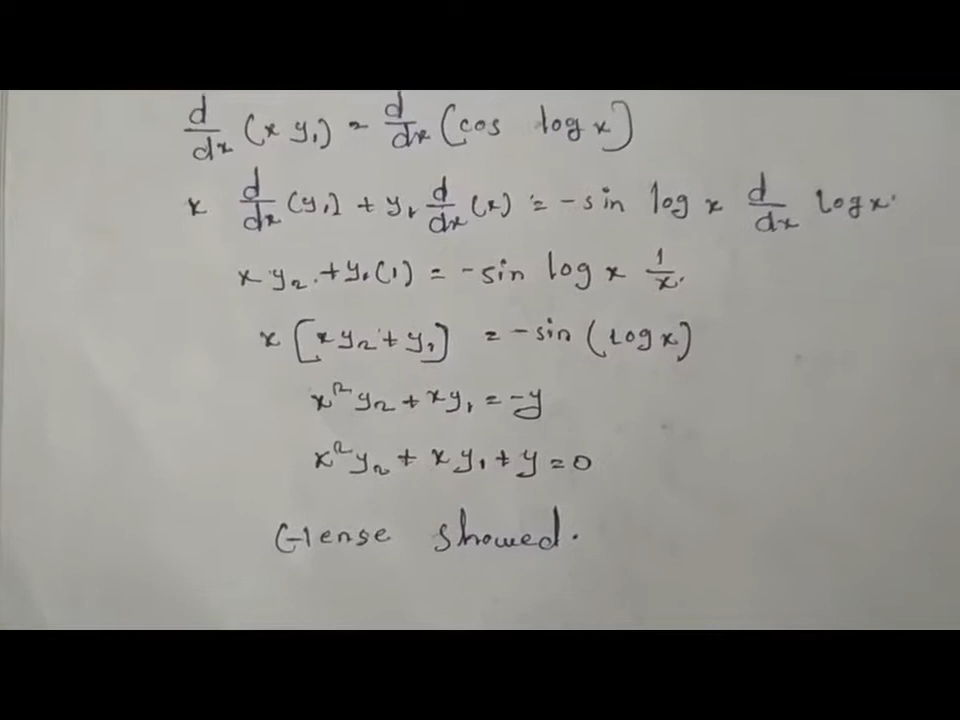 d/dx (x y₁) = d/dx (cos log x)
x d/dx (y₁) + y₁ d/dx (x) = -sin log x d/dx log x.
x y₂ + y₁(1) = -sin log x 1/x.
x [x y₂ + y₁] = -sin (log x)
x² y₂ + x y₁ = -y
x² y₂ + x y₁ + y = 0
Hense showed.